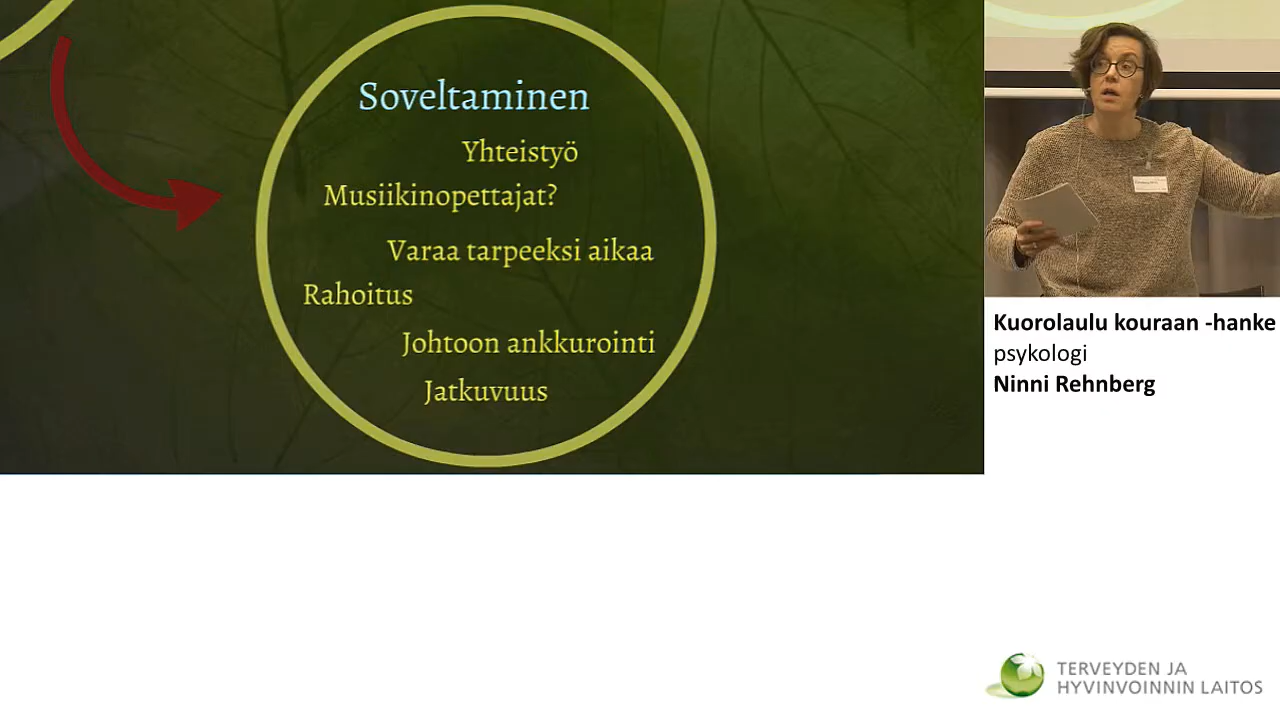 Soveltaminen
Yhteistyö
Musiikinopettajat?
Varaa tarpeeksi aikaa
Rahoitus
Johtoon ankkurointi
Jatkuvuus
Kuorolaulu kouraan -hanke
psykologi
Ninni Rehnberg
TERVEYDEN JA
HYVINVOINNIN LAITOS